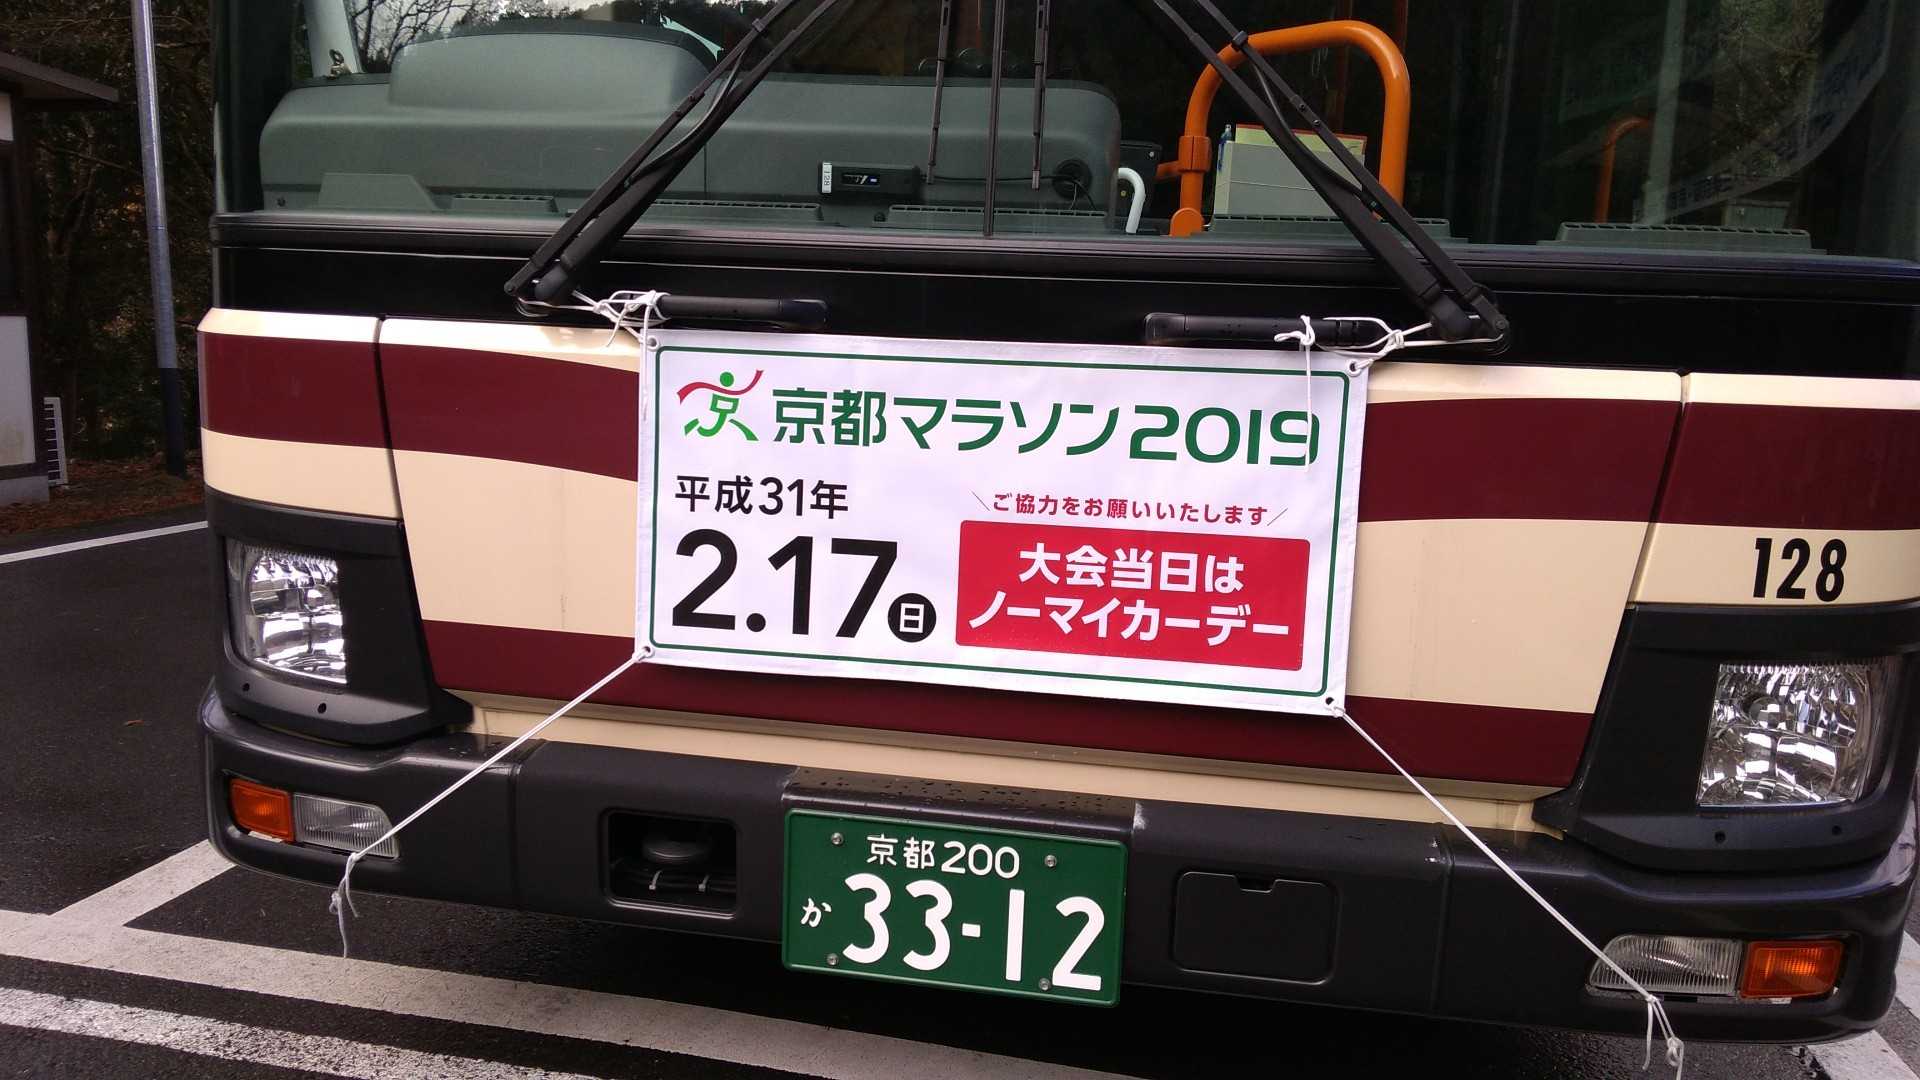 128
京都マラソン2019
平成31年
2.17日
＼ご協力をお願いいたします／
大会当日は
ノーマイカーデー
128
京都200
か 33-12